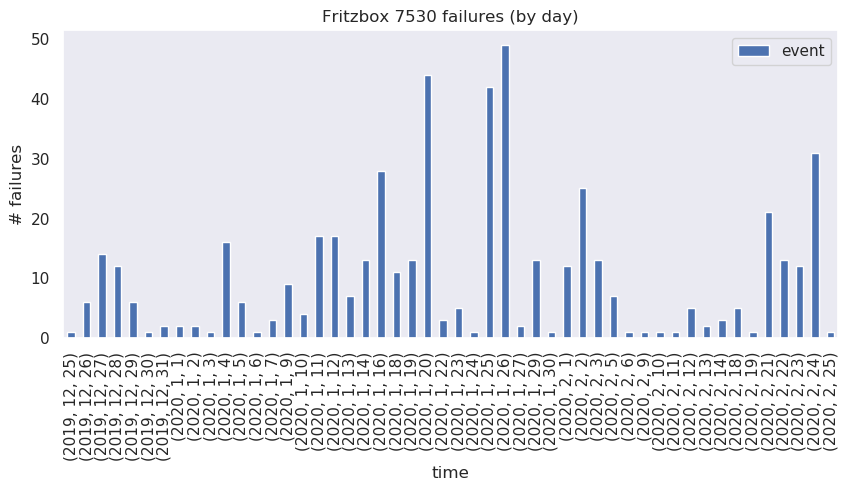 Fritzbox 7530 failures (by day)
event
# failures
50
40
30
20
10
0
(2019, 12, 25)
(2019, 12, 26)
(2019, 12, 27)
(2019, 12, 28)
(2019, 12, 29)
(2019, 12, 30)
(2019, 12, 31)
(2020, 1, 1)
(2020, 1, 2)
(2020, 1, 3)
(2020, 1, 4)
(2020, 1, 5)
(2020, 1, 6)
(2020, 1, 7)
(2020, 1, 9)
(2020, 1, 10)
(2020, 1, 11)
(2020, 1, 12)
(2020, 1, 13)
(2020, 1, 14)
(2020, 1, 16)
(2020, 1, 18)
(2020, 1, 19)
(2020, 1, 20)
(2020, 1, 22)
(2020, 1, 23)
(2020, 1, 24)
(2020, 1, 25)
(2020, 1, 26)
(2020, 1, 27)
(2020, 1, 29)
(2020, 1, 30)
(2020, 2, 1)
(2020, 2, 2)
(2020, 2, 3)
(2020, 2, 5)
(2020, 2, 6)
(2020, 2, 9)
(2020, 2, 10)
(2020, 2, 11)
(2020, 2, 12)
(2020, 2, 13)
(2020, 2, 14)
(2020, 2, 18)
(2020, 2, 19)
(2020, 2, 21)
(2020, 2, 22)
(2020, 2, 23)
(2020, 2, 24)
(2020, 2, 25)
time